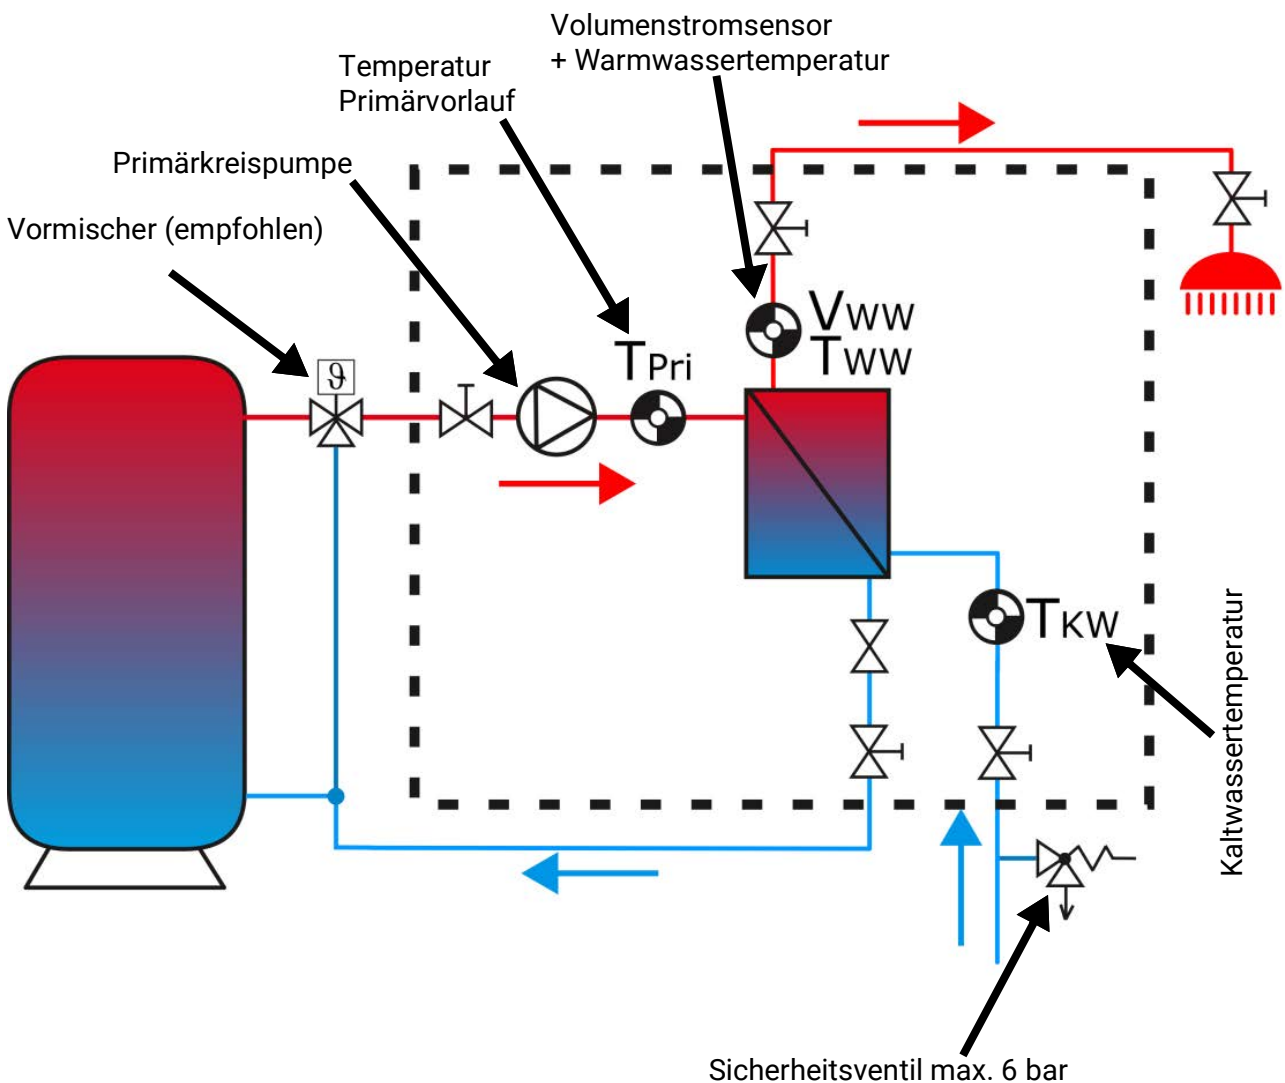 Volumenstromsensor
+ Warmwassertemperatur
Temperatur
Primärvorlauf
Primärkreispumpe
Vormischer (empfohlen)
VWW
TWW
TPri
ϑ
TKW
Kaltwassertemperatur
Sicherheitsventil max. 6 bar